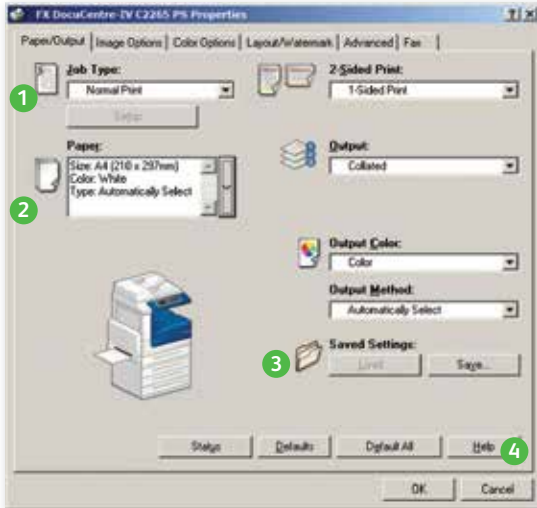 FX DocuCentre-IV C2265 PS Properties
Paper/Output Image Options Color Options Layout/Watermark Advanced Fax
Job Type:
Normal Print
Setup
2-Sided Print:
1-Sided Print
1
Paper:
Size: A4 (210 x 297mm)
Color: White
Type: Automatically Select
2
Output:
Collated
Output Color:
Color
Output Method:
Automatically Select
3
Saved Settings:
Save...
Status Defaults Default All Help
4
OK Cancel